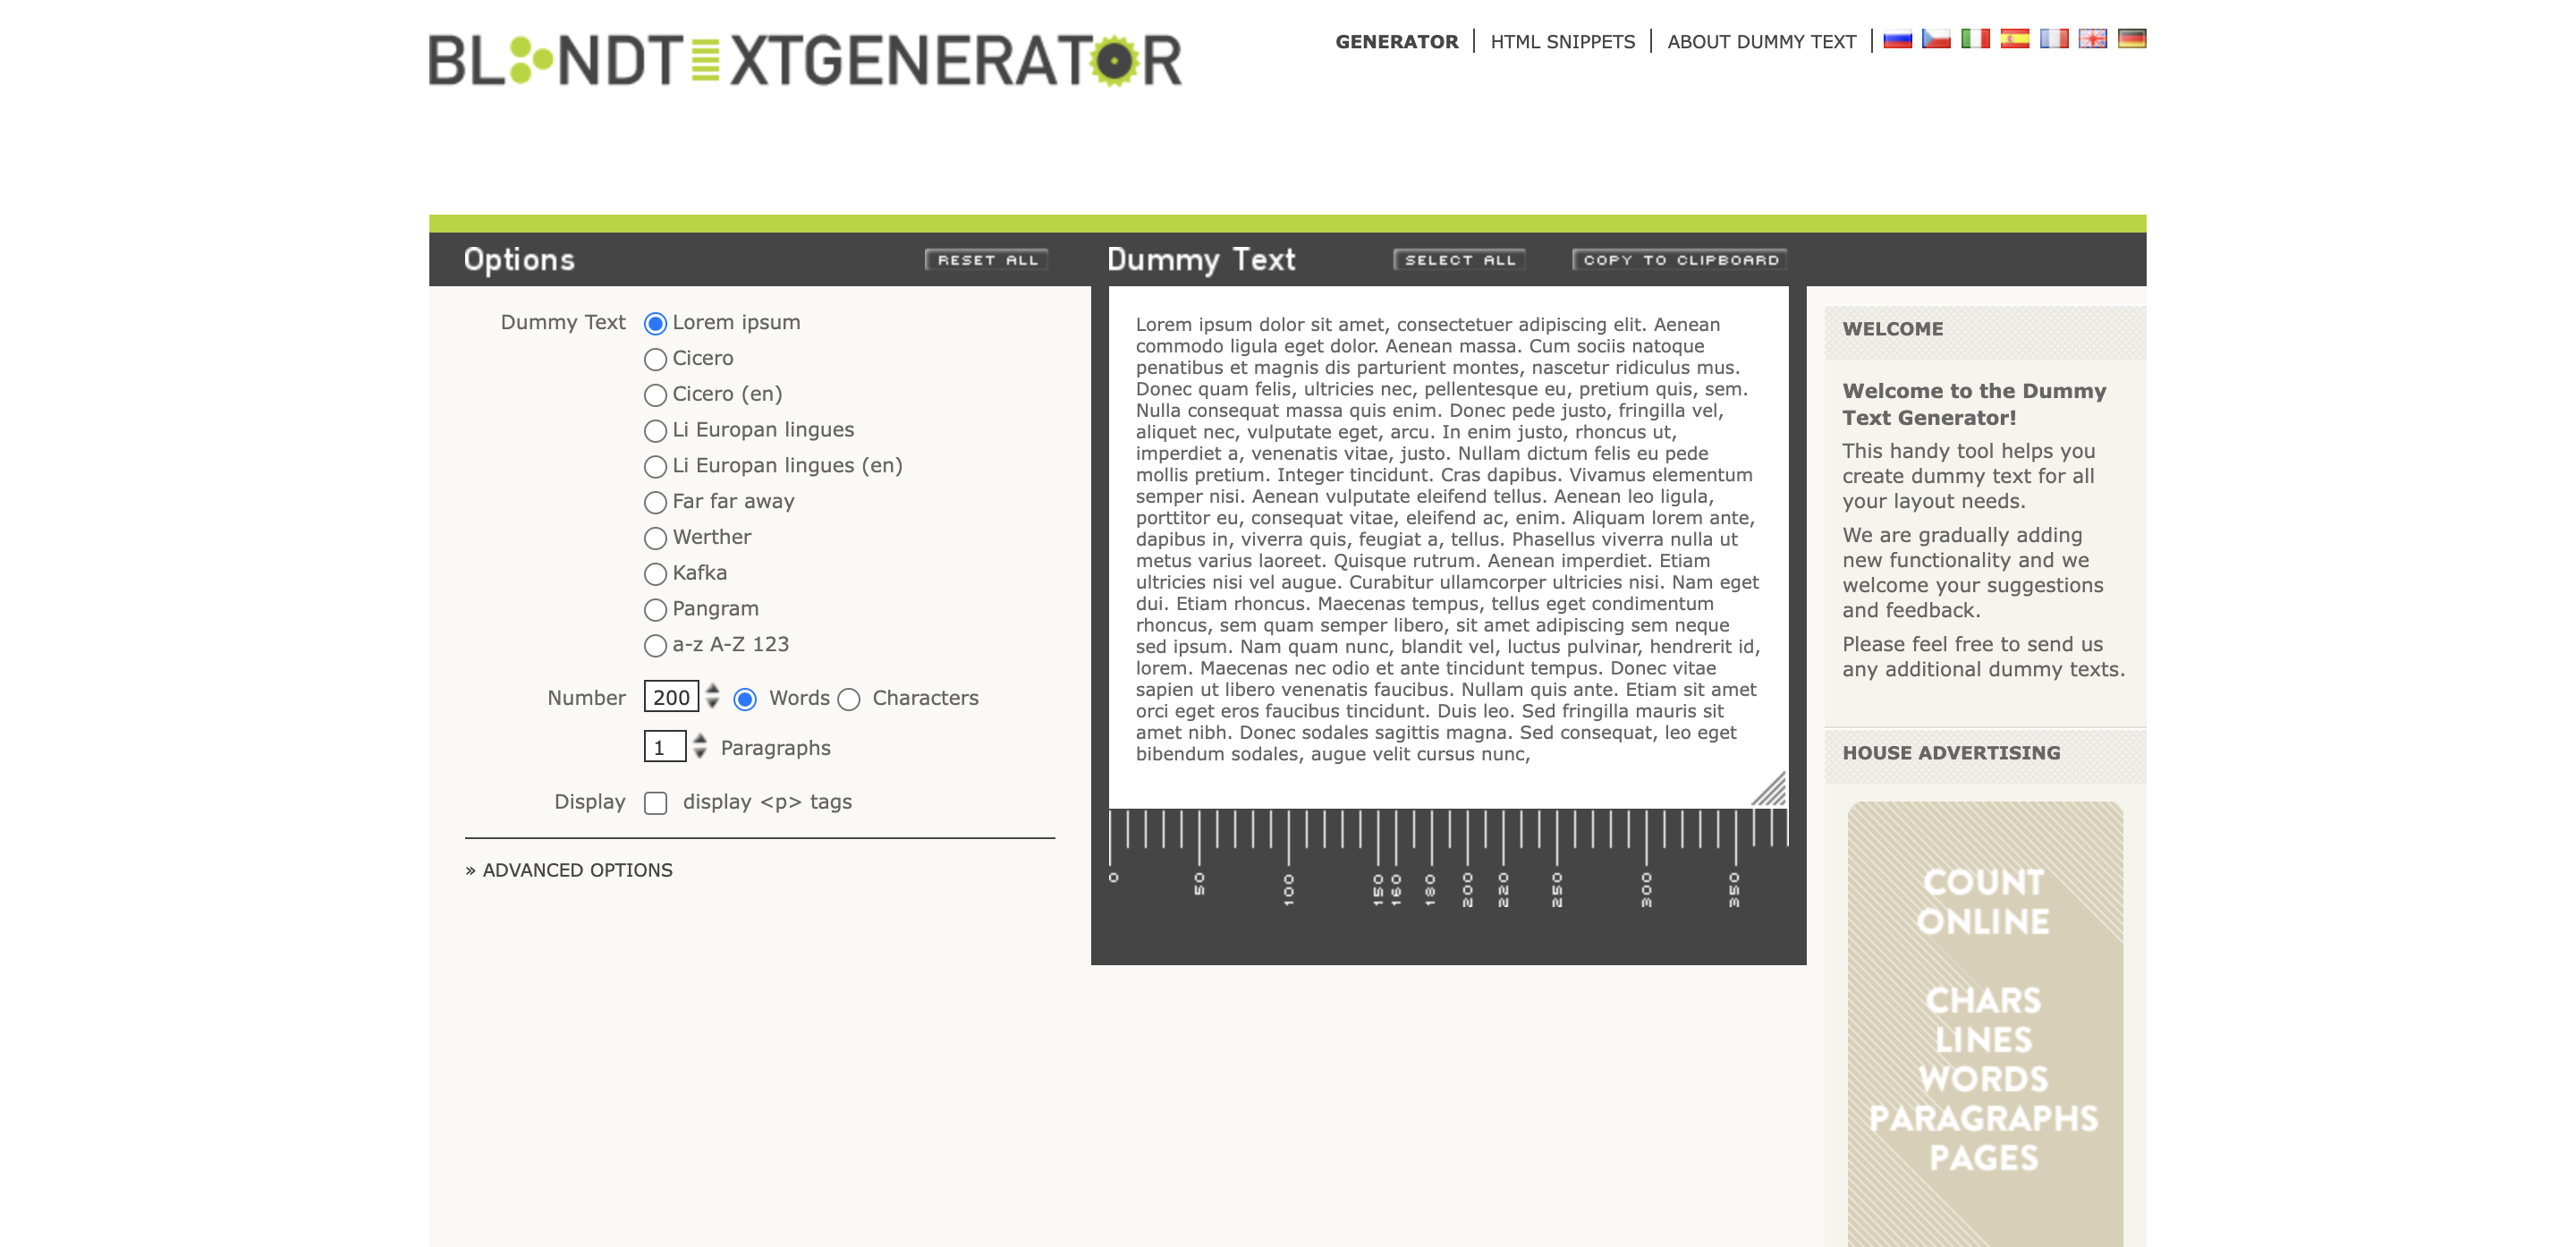 BLINDTEXTGENERATOR
GENERATOR
HTML SNIPPETS
ABOUT DUMMY TEXT
Options
RESET ALL
Dummy Text
SELECT ALL
COPY TO CLIPBOARD
Dummy Text
Lorem ipsum
Cicero
Cicero (en)
Li Europan lingues
Li Europan lingues (en)
Far far away
Werther
Kafka
Pangram
a-z A-Z 123
Number 200 Words Characters
1 Paragraphs
Display display <p> tags
» ADVANCED OPTIONS
Lorem ipsum dolor sit amet, consectetuer adipiscing elit. Aenean
commodo ligula eget dolor. Aenean massa. Cum sociis natoque
penatibus et magnis dis parturient montes, nascetur ridiculus mus.
Donec quam felis, ultricies nec, pellentesque eu, pretium quis, sem.
Nulla consequat massa quis enim. Donec pede justo, fringilla vel,
aliquet nec, vulputate eget, arcu. In enim justo, rhoncus ut,
imperdiet a, venenatis vitae, justo. Nullam dictum felis eu pede
mollis pretium. Integer tincidunt. Cras dapibus. Vivamus elementum
semper nisi. Aenean vulputate eleifend tellus. Aenean leo ligula,
porttitor eu, consequat vitae, eleifend ac, enim. Aliquam lorem ante,
dapibus in, viverra quis, feugiat a, tellus. Phasellus viverra nulla ut
metus varius laoreet. Quisque rutrum. Aenean imperdiet. Etiam
ultricies nisi vel augue. Curabitur ullamcorper ultricies nisi. Nam eget
dui. Etiam rhoncus. Maecenas tempus, tellus eget condimentum
rhoncus, sem quam semper libero, sit amet adipiscing sem neque
sed ipsum. Nam quam nunc, blandit vel, luctus pulvinar, hendrerit id,
lorem. Maecenas nec odio et ante tincidunt tempus. Donec vitae
sapien ut libero venenatis faucibus. Nullam quis ante. Etiam sit amet
orci eget eros faucibus tincidunt. Duis leo. Sed fringilla mauris sit
amet nibh. Donec sodales sagittis magna. Sed consequat, leo eget
bibendum sodales, augue velit cursus nunc,
0 50 100 150 160 180 200 220 250 300 350
WELCOME
Welcome to the Dummy
Text Generator!
This handy tool helps you
create dummy text for all
your layout needs.
We are gradually adding
new functionality and we
welcome your suggestions
and feedback.
Please feel free to send us
any additional dummy texts.
HOUSE ADVERTISING
COUNT
ONLINE
CHARS
LINES
WORDS
PARAGRAPHS
PAGES